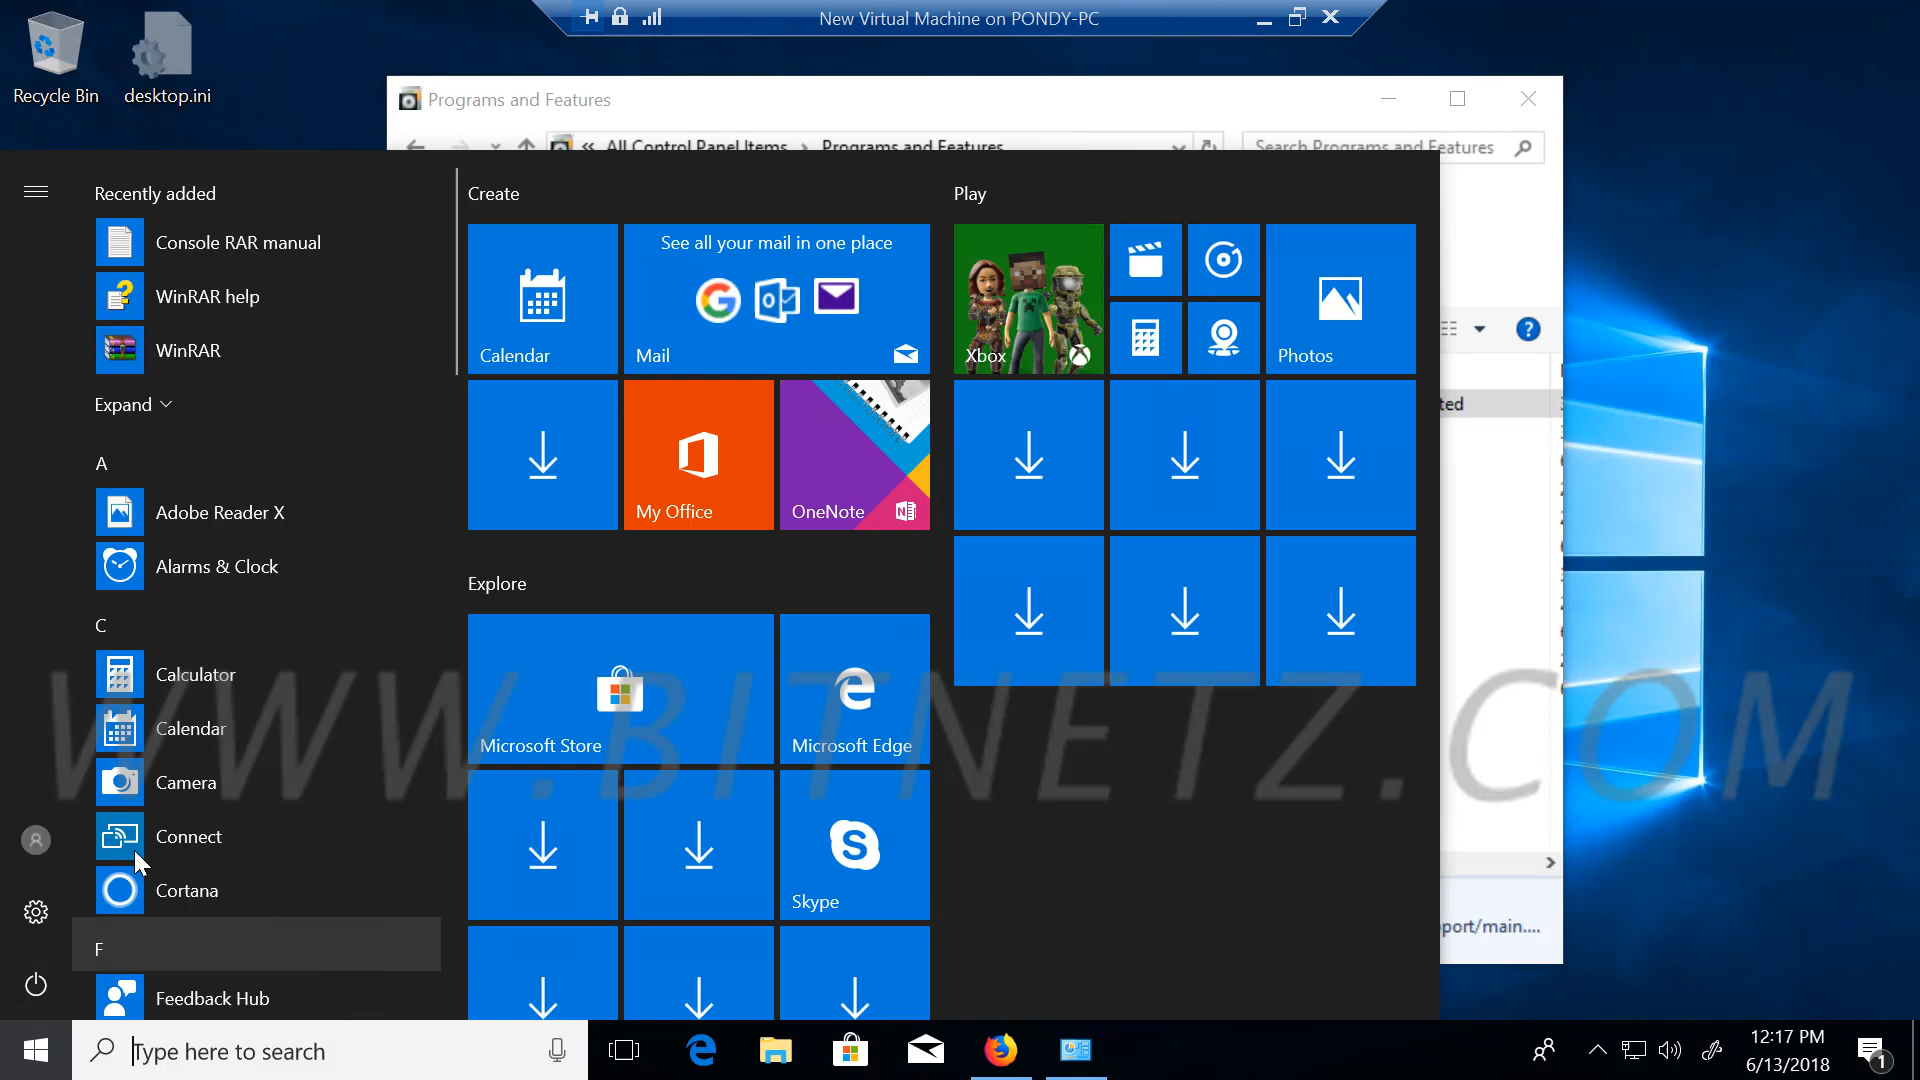 New Virtual Machine on PONDY-PC
Recycle Bin
desktop.ini
Programs and Features
« All Control Panel Items > Programs and Features
Search Programs and Features
Recently added
Console RAR manual
WinRAR help
WinRAR
Expand
A
Adobe Reader X
Alarms & Clock
C
Calculator
Calendar
Camera
Connect
Cortana
F
Feedback Hub
Create
Calendar
See all your mail in one place
Mail
My Office
OneNote
Explore
Microsoft Store
Microsoft Edge
Skype
Play
Xbox
Photos
ted
port/main....
WWW.BITNETZ.COM
Type here to search
12:17 PM
6/13/2018
1